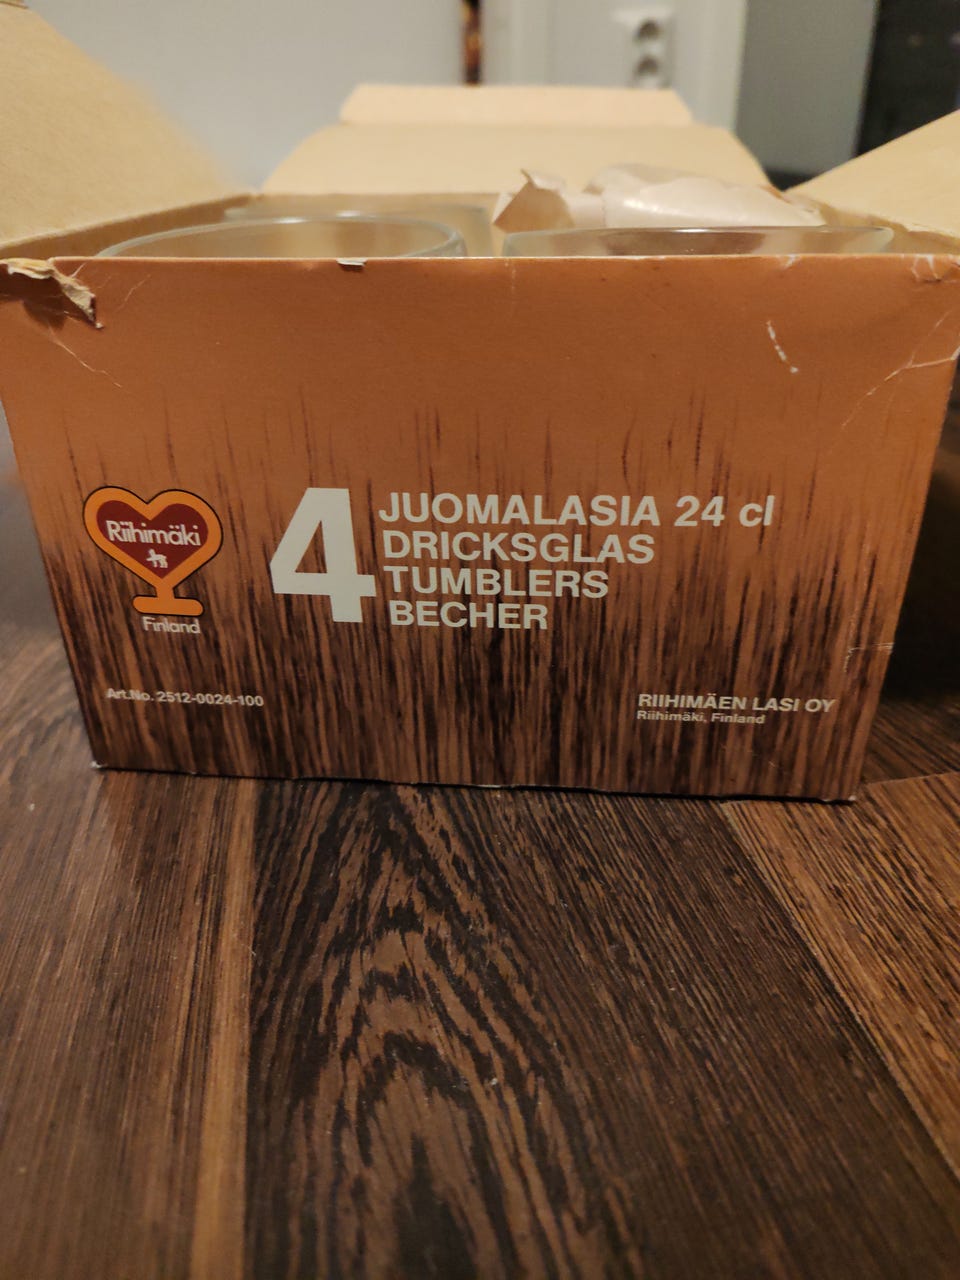 Riihimäki
Finland
4
JUOMALASIA 24 cl
DRICKSGLAS
TUMBLERS
BECHER
Art.No. 2512-0024-100
RIIHIMÄEN LASI OY
Riihimäki, Finland